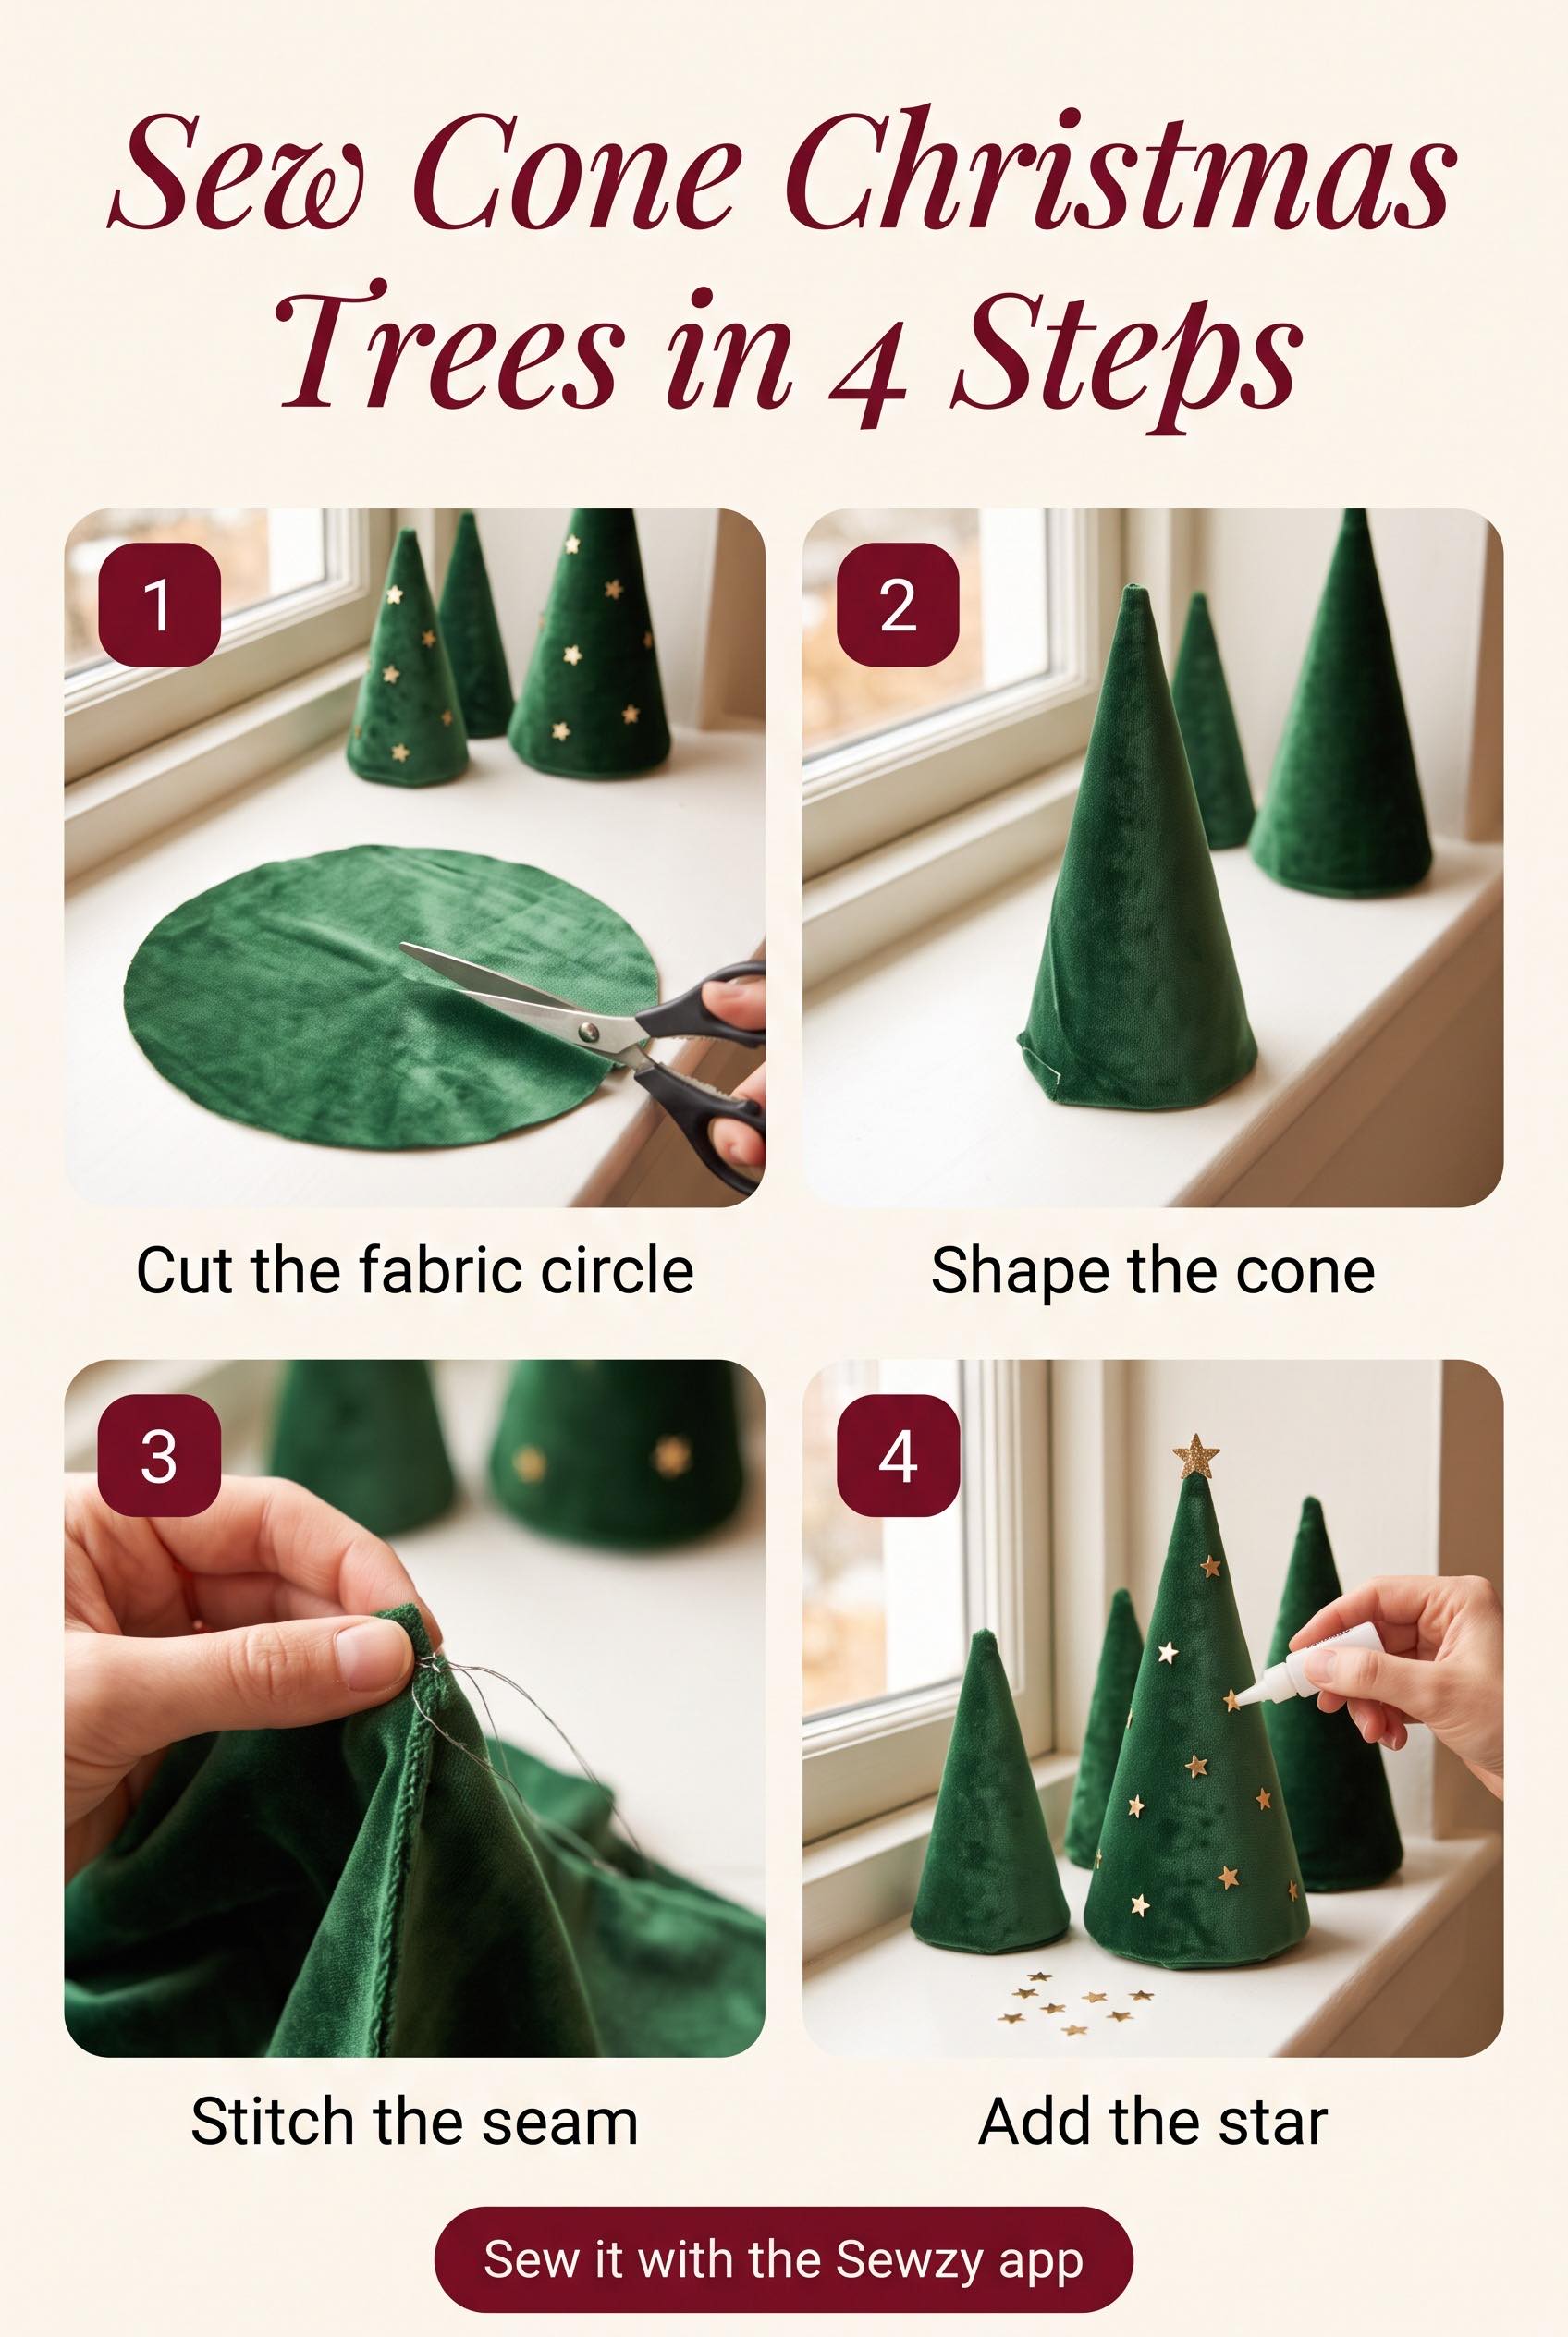 Sew Cone Christmas
Trees in 4 Steps
1
2
Cut the fabric circle
Shape the cone
3
4
Stitch the seam
Add the star
Sew it with the Sewzy app